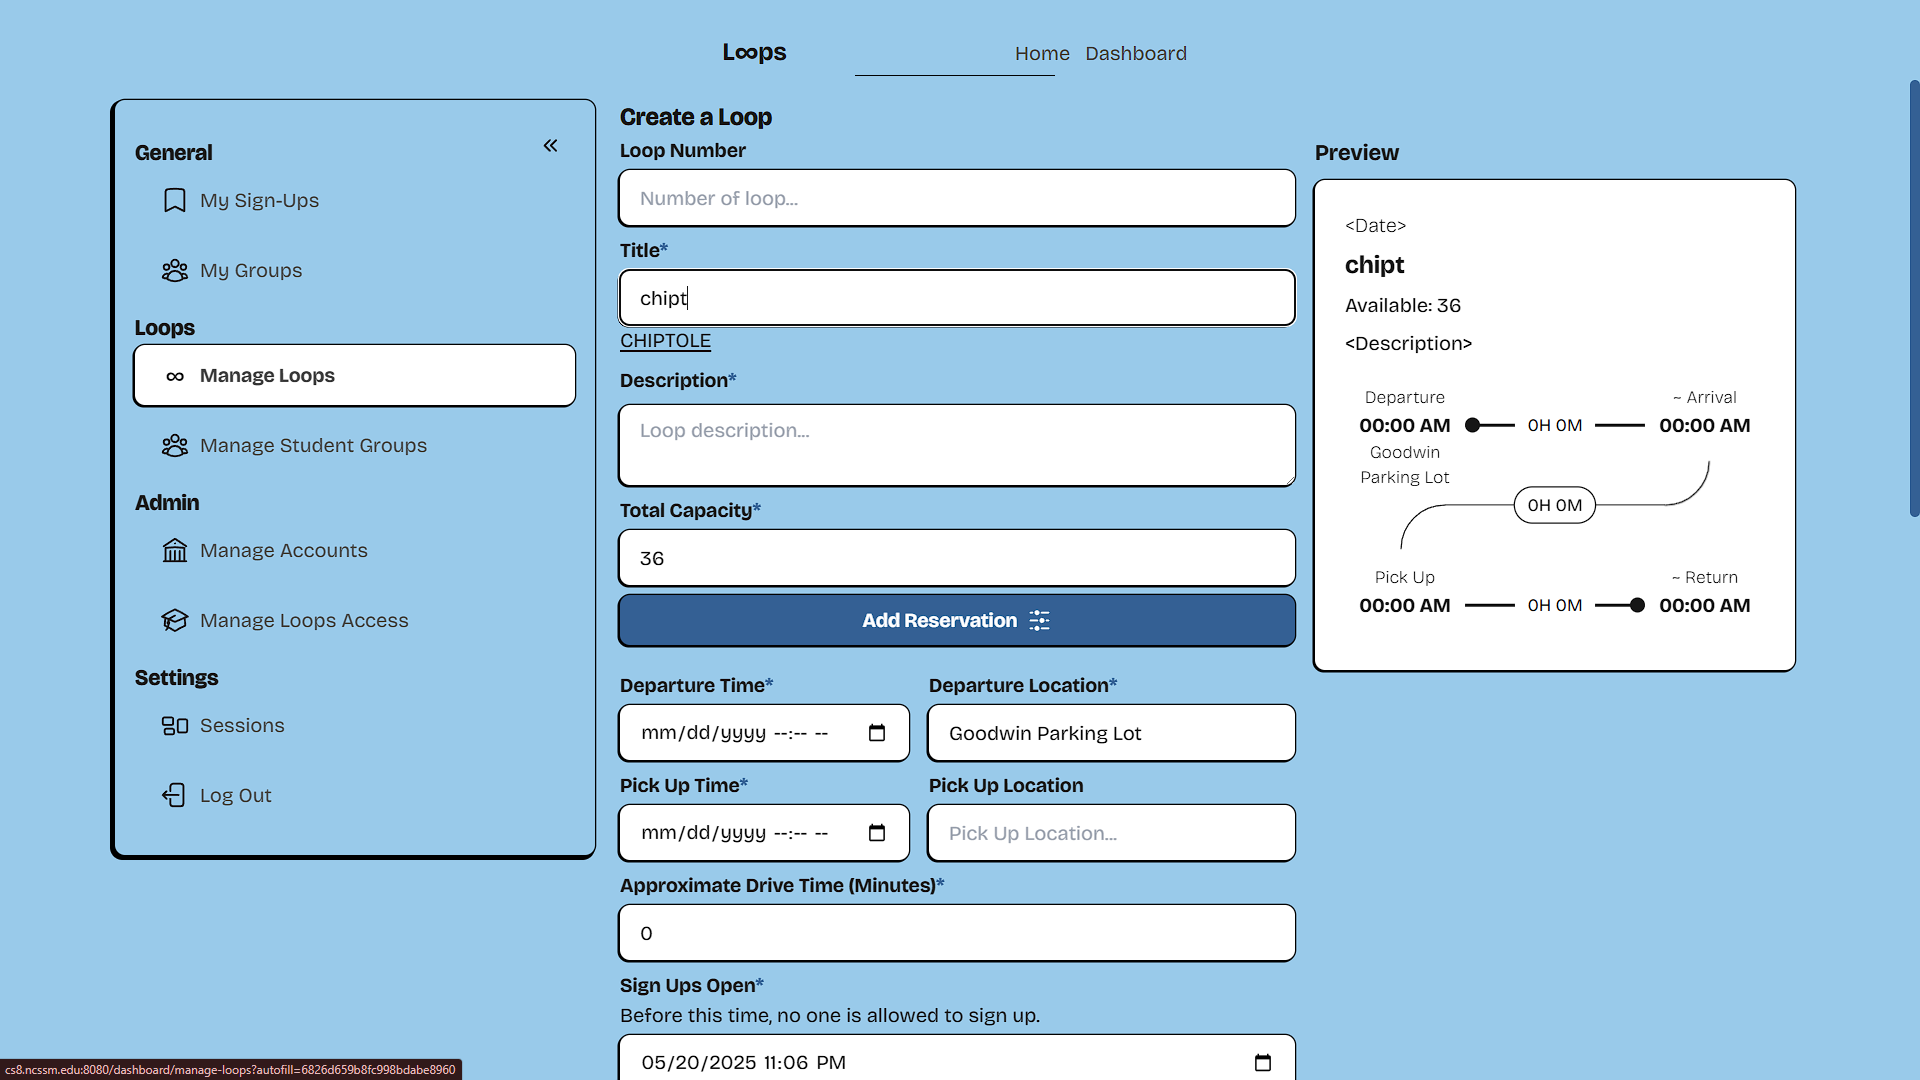 Loops
Home Dashboard
General
My Sign-Ups
My Groups
Loops
Manage Loops
Manage Student Groups
Admin
Manage Accounts
Manage Loops Access
Settings
Sessions
Log Out
Create a Loop
Loop Number
Number of loop...
Title*
chipt
CHIPTOLE
Description*
Loop description...
Total Capacity*
36
Add Reservation
Departure Time* Departure Location*
mm/dd/yyyy --:-- -- Goodwin Parking Lot
Pick Up Time* Pick Up Location
mm/dd/yyyy --:-- -- Pick Up Location...
Approximate Drive Time (Minutes)*
0
Sign Ups Open*
Before this time, no one is allowed to sign up.
05/20/2025 11:06 PM
Preview
<Date>
chipt
Available: 36
<Description>
Departure ~ Arrival
00:00 AM 0H 0M 00:00 AM
Goodwin
Parking Lot
0H 0M
Pick Up ~ Return
00:00 AM 0H 0M 00:00 AM
cs8.ncssm.edu:8080/dashboard/manage-loops?autofill=6826d659b8fc998bdabe8960